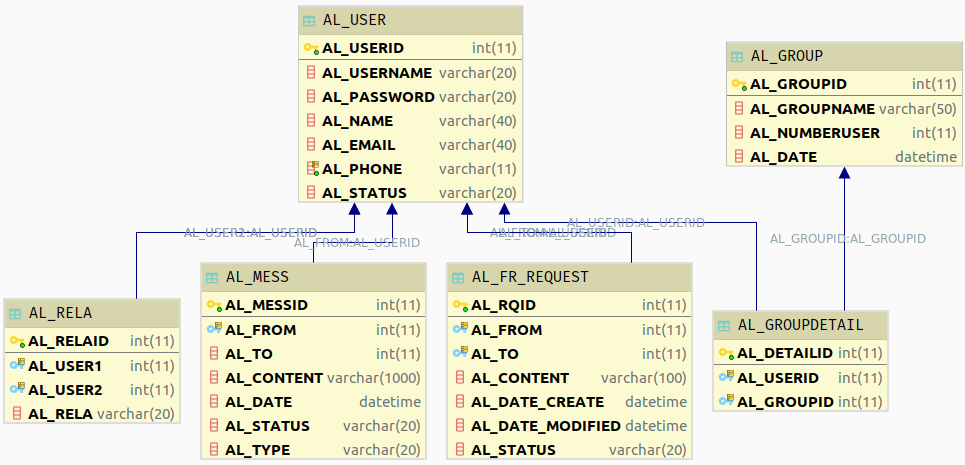 AL_USER
AL_USERID int(11)
AL_USERNAME varchar(20)
AL_PASSWORD varchar(20)
AL_NAME varchar(40)
AL_EMAIL varchar(40)
AL_PHONE varchar(11)
AL_STATUS varchar(20)
AL_GROUP
AL_GROUPID int(11)
AL_GROUPNAME varchar(50)
AL_NUMBERUSER int(11)
AL_DATE datetime
AL_USERID:AL_USERID
AL_FROM:AL_USERID
AL_GROUPID:AL_GROUPID
AL_RELA
AL_RELAID int(11)
AL_USER1 int(11)
AL_USER2 int(11)
AL_RELA varchar(20)
AL_MESS
AL_MESSID int(11)
AL_FROM int(11)
AL_TO int(11)
AL_CONTENT varchar(1000)
AL_DATE datetime
AL_STATUS varchar(20)
AL_TYPE varchar(20)
AL_FR_REQUEST
AL_RQID int(11)
AL_FROM int(11)
AL_TO int(11)
AL_CONTENT varchar(100)
AL_DATE_CREATE datetime
AL_DATE_MODIFIED datetime
AL_STATUS varchar(20)
AL_GROUPDETAIL
AL_DETAILID int(11)
AL_USERID int(11)
AL_GROUPID int(11)